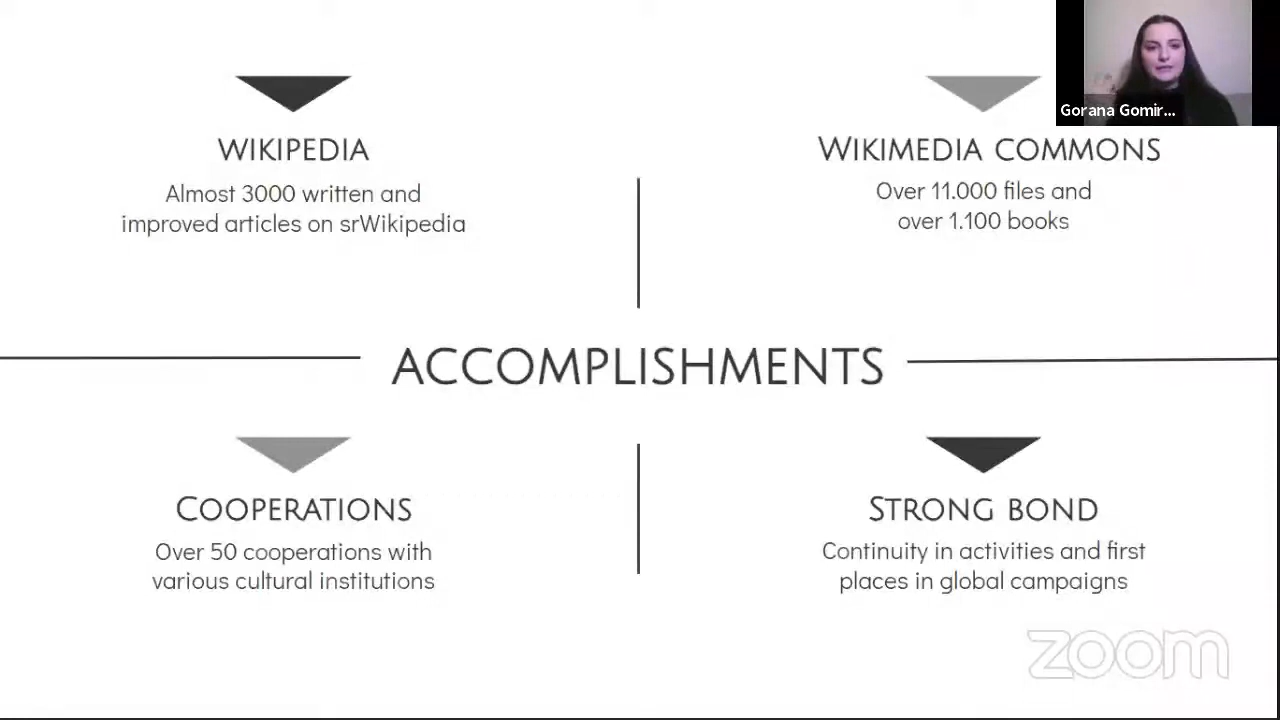 WIKIPEDIA
Almost 3000 written and
improved articles on srWikipedia
WIKIMEDIA COMMONS
Over 11.000 files and
over 1.100 books
Gorana Gomir...
ACCOMPLISHMENTS
COOPERATIONS
Over 50 cooperations with
various cultural institutions
STRONG BOND
Continuity in activities and first
places in global campaigns
zoom